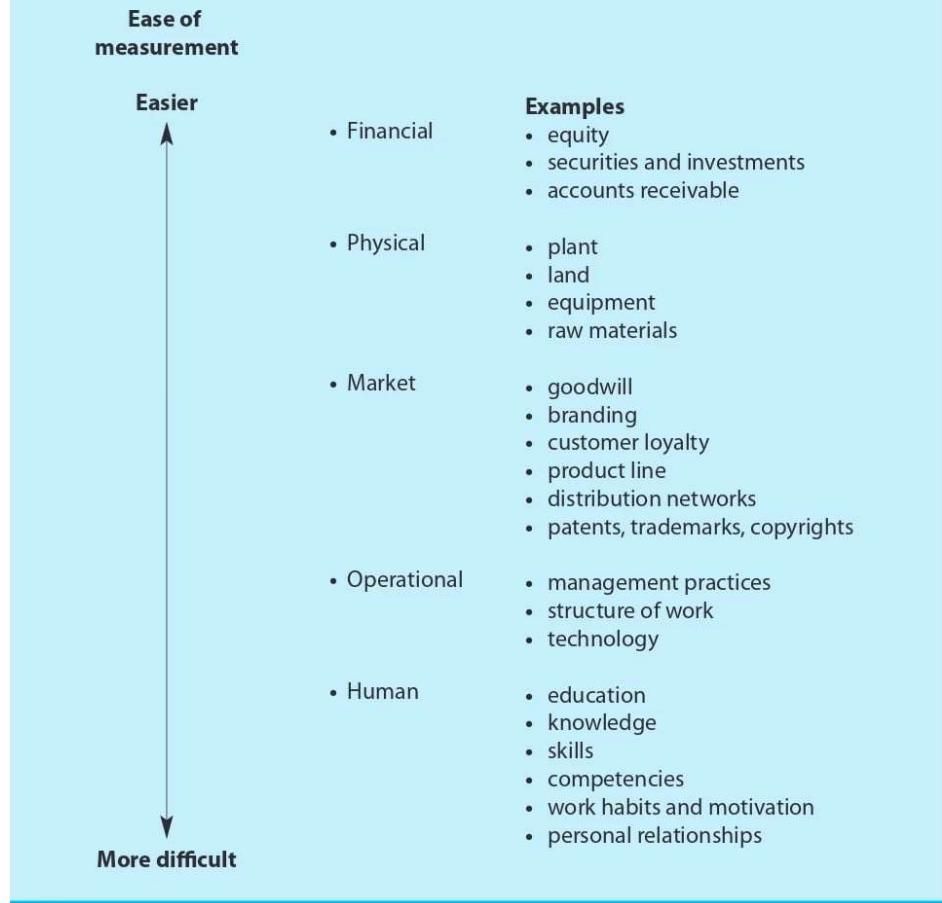 Ease of
measurement
Easier
Examples
• Financial
• equity
• securities and investments
• accounts receivable
• Physical
• plant
• land
• equipment
• raw materials
• Market
• goodwill
• branding
• customer loyalty
• product line
• distribution networks
• patents, trademarks, copyrights
• Operational
• management practices
• structure of work
• technology
• Human
• education
• knowledge
• skills
• competencies
• work habits and motivation
• personal relationships
More difficult